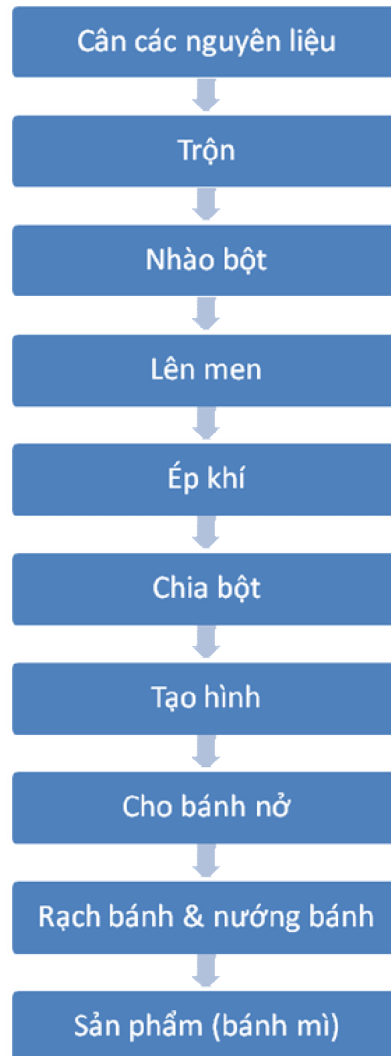 Cân các nguyên liệu
Trộn
Nhào bột
Lên men
Ép khí
Chia bột
Tạo hình
Cho bánh nở
Rạch bánh & nướng bánh
Sản phẩm (bánh mì)